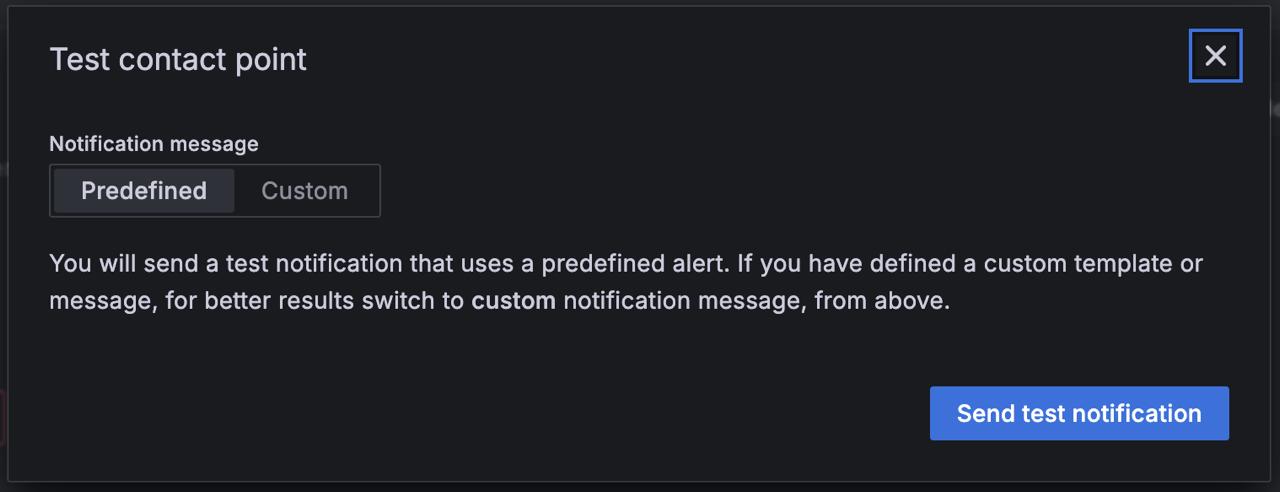 Test contact point
Notification message
Predefined
Custom
You will send a test notification that uses a predefined alert. If you have defined a custom template or
message, for better results switch to custom notification message, from above.
Send test notification